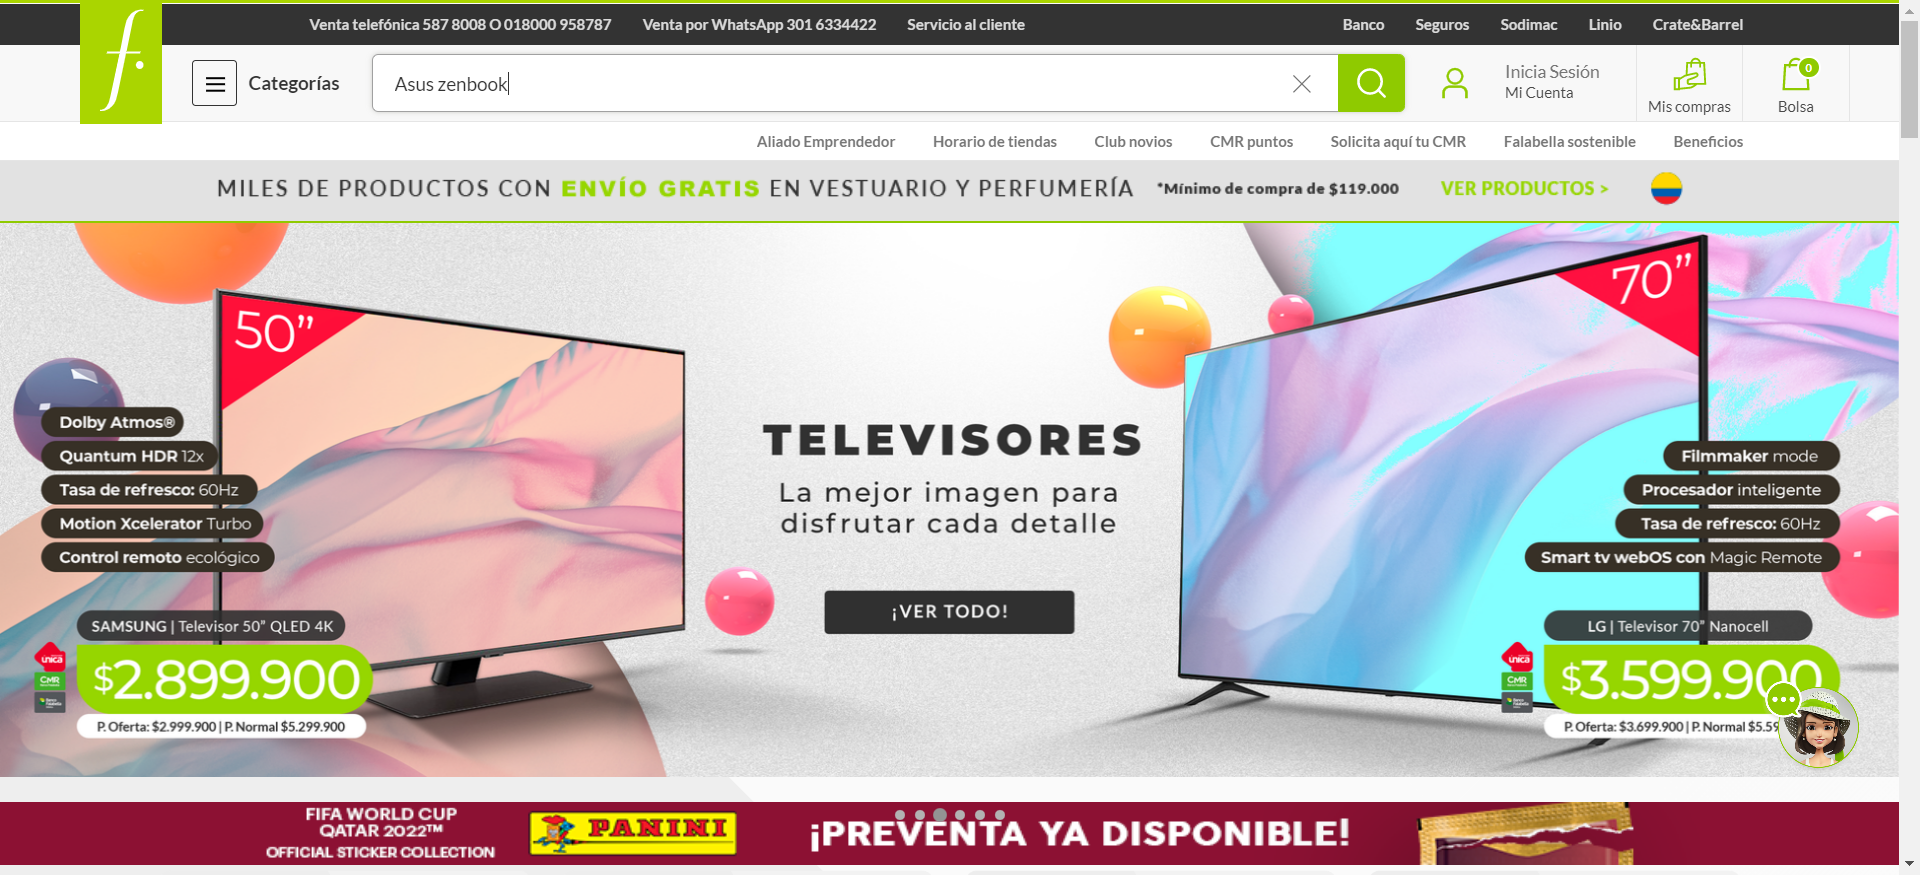 Venta telefónica 587 8008 O 018000 958787
Venta por WhatsApp 301 6334422
Servicio al cliente
Banco
Seguros
Sodimac
Linio
Crate&Barrel
f.
Categorías
Asus zenbook
Inicia Sesión
Mi Cuenta
Mis compras
0
Bolsa
Aliado Emprendedor
Horario de tiendas
Club novios
CMR puntos
Solicita aquí tu CMR
Falabella sostenible
Beneficios
MILES DE PRODUCTOS CON ENVÍO GRATIS EN VESTUARIO Y PERFUMERÍA
*Mínimo de compra de $119.000
VER PRODUCTOS >
50”
Dolby Atmos®
Quantum HDR 12x
Tasa de refresco: 60Hz
Motion Xcelerator Turbo
Control remoto ecológico
SAMSUNG | Televisor 50” QLED 4K
única
CMR
$2.899.900
P. Oferta: $2.999.900 | P. Normal $5.299.900
TELEVISORES
La mejor imagen para
disfrutar cada detalle
¡VER TODO!
70”
Filmmaker mode
Procesador inteligente
Tasa de refresco: 60Hz
Smart tv webOS con Magic Remote
LG | Televisor 70” Nanocell
única
CMR
$3.599.900
P. Oferta: $3.699.900 | P. Normal $5.59
FIFA WORLD CUP
QATAR 2022™
OFFICIAL STICKER COLLECTION
PANINI
¡PREVENTA YA DISPONIBLE!